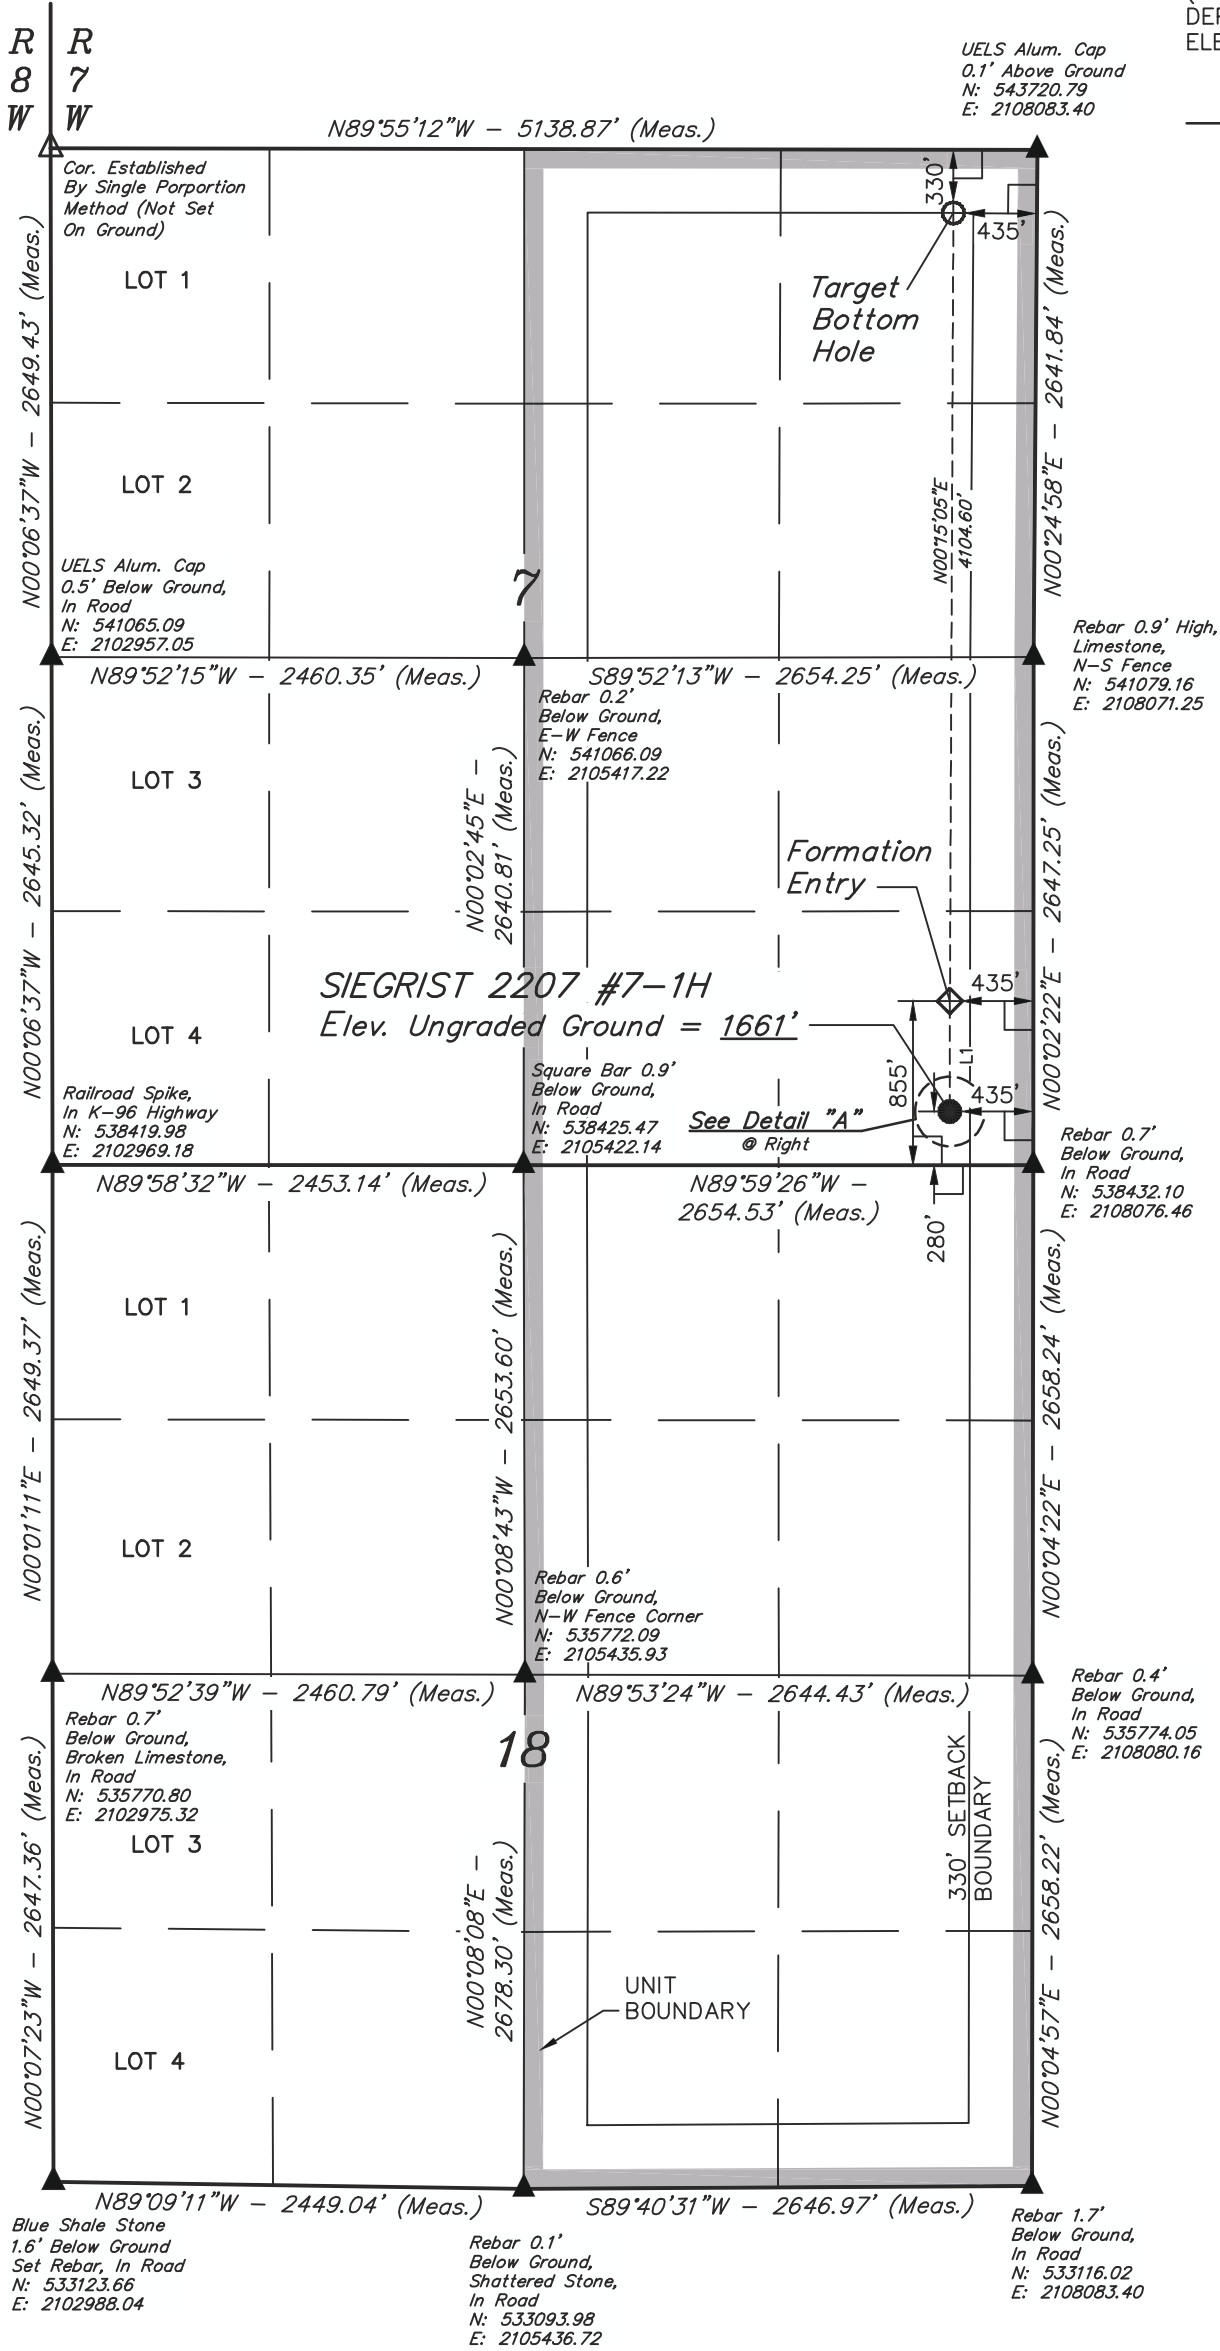 DE
ELE
R R
8 7
W W
UELS Alum. Cap
0.1' Above Ground
N: 543720.79
E: 2108083.40
N89°55'12"W – 5138.87' (Meas.)
Cor. Established
By Single Porportion
Method (Not Set
On Ground)
330'
435'
LOT 1
Target
Bottom
Hole
N00°06'37"W – 2649.43' (Meas.)
N00°24'58"E – 2641.84' (Meas.)
LOT 2
N00°15'05"E
4104.60'
UELS Alum. Cap
0.5' Below Ground,
In Rood
N: 541065.09
E: 2102957.05
7
Rebar 0.9' High,
Limestone,
N–S Fence
N: 541079.16
E: 2108071.25
N89°52'15"W – 2460.35' (Meas.)
S89°52'13"W – 2654.25' (Meas.)
Rebar 0.2'
Below Ground,
E–W Fence
N: 541066.09
E: 2105417.22
LOT 3
N00°06'37"W – 2645.32' (Meas.)
N00°02'45"E –
2640.81' (Meas.)
N00°02'22"E – 2647.25' (Meas.)
Formation
Entry
SIEGRIST 2207 #7–1H
Elev. Ungraded Ground = 1661'
435'
LOT 4
L1
855'
435'
Railroad Spike,
In K–96 Highway
N: 538419.98
E: 2102969.18
Square Bar 0.9'
Below Ground,
In Road
N: 538425.47
E: 2105422.14
See Detail "A"
@ Right
Rebar 0.7'
Below Ground,
In Road
N: 538432.10
E: 2108076.46
N89°58'32"W – 2453.14' (Meas.)
N89°59'26"W –
2654.53' (Meas.)
280'
LOT 1
N00°01'11"E – 2649.37' (Meas.)
N00°08'43"W – 2653.60' (Meas.)
N00°04'22"E – 2658.24' (Meas.)
LOT 2
Rebar 0.6'
Below Ground,
N–W Fence Corner
N: 535772.09
E: 2105435.93
N89°52'39"W – 2460.79' (Meas.)
N89°53'24"W – 2644.43' (Meas.)
Rebar 0.4'
Below Ground,
In Road
N: 535774.05
E: 2108080.16
Rebar 0.7'
Below Ground,
Broken Limestone,
In Road
N: 535770.80
E: 2102975.32
18
LOT 3
330' SETBACK
BOUNDARY
N00°07'23"W – 2647.36' (Meas.)
N00°08'08"E –
2678.30' (Meas.)
N00°04'57"E – 2658.22' (Meas.)
UNIT
BOUNDARY
LOT 4
N89°09'11"W – 2449.04' (Meas.)
S89°40'31"W – 2646.97' (Meas.)
Blue Shale Stone
1.6' Below Ground
Set Rebar, In Road
N: 533123.66
E: 2102988.04
Rebar 0.1'
Below Ground,
Shattered Stone,
In Road
N: 533093.98
E: 2105436.72
Rebar 1.7'
Below Ground,
In Road
N: 533116.02
E: 2108083.40